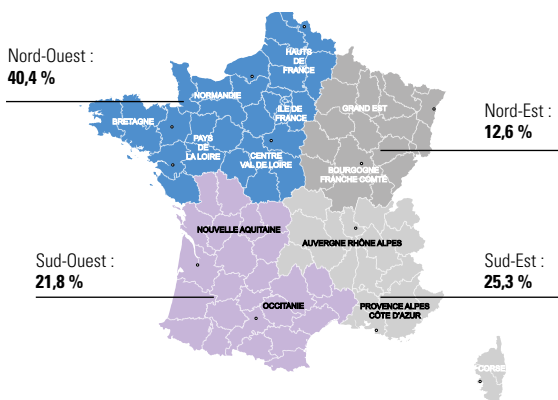 Nord-Ouest :
40,4 %
HAUTS
DE
FRANCE
NORMANDIE
ILE DE
FRANCE
GRAND EST
BRETAGNE
PAYS
DE
LA LOIRE
CENTRE
VAL DE LOIRE
BOURGOGNE
FRANCHE COMTÉ
Nord-Est :
12,6 %
NOUVELLE AQUITAINE
AUVERGNE RHÔNE ALPES
Sud-Ouest :
21,8 %
Sud-Est :
25,3 %
OCCITANIE
PROVENCE ALPES
CÔTE D'AZUR
CORSE